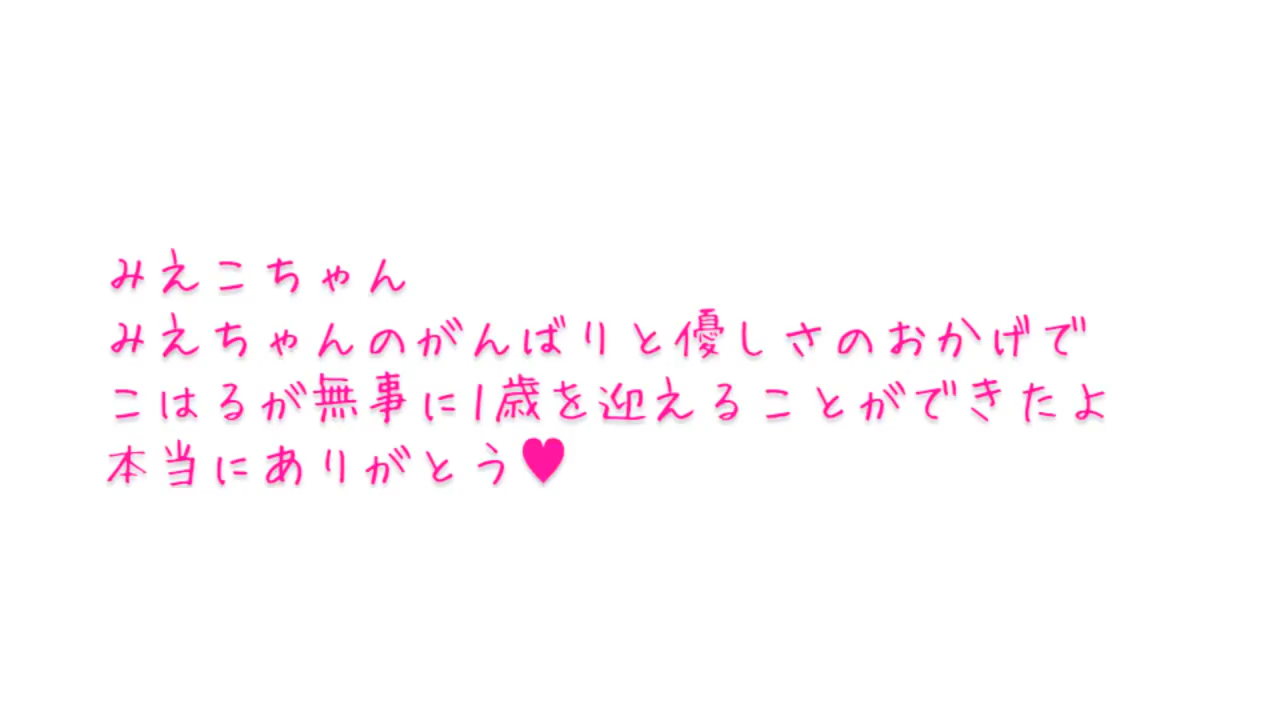 みえこちゃん
みえちゃんのがんばりと優しさのおかげで
こはるが無事に1歳を迎えることができたよ
本当にありがとう♥